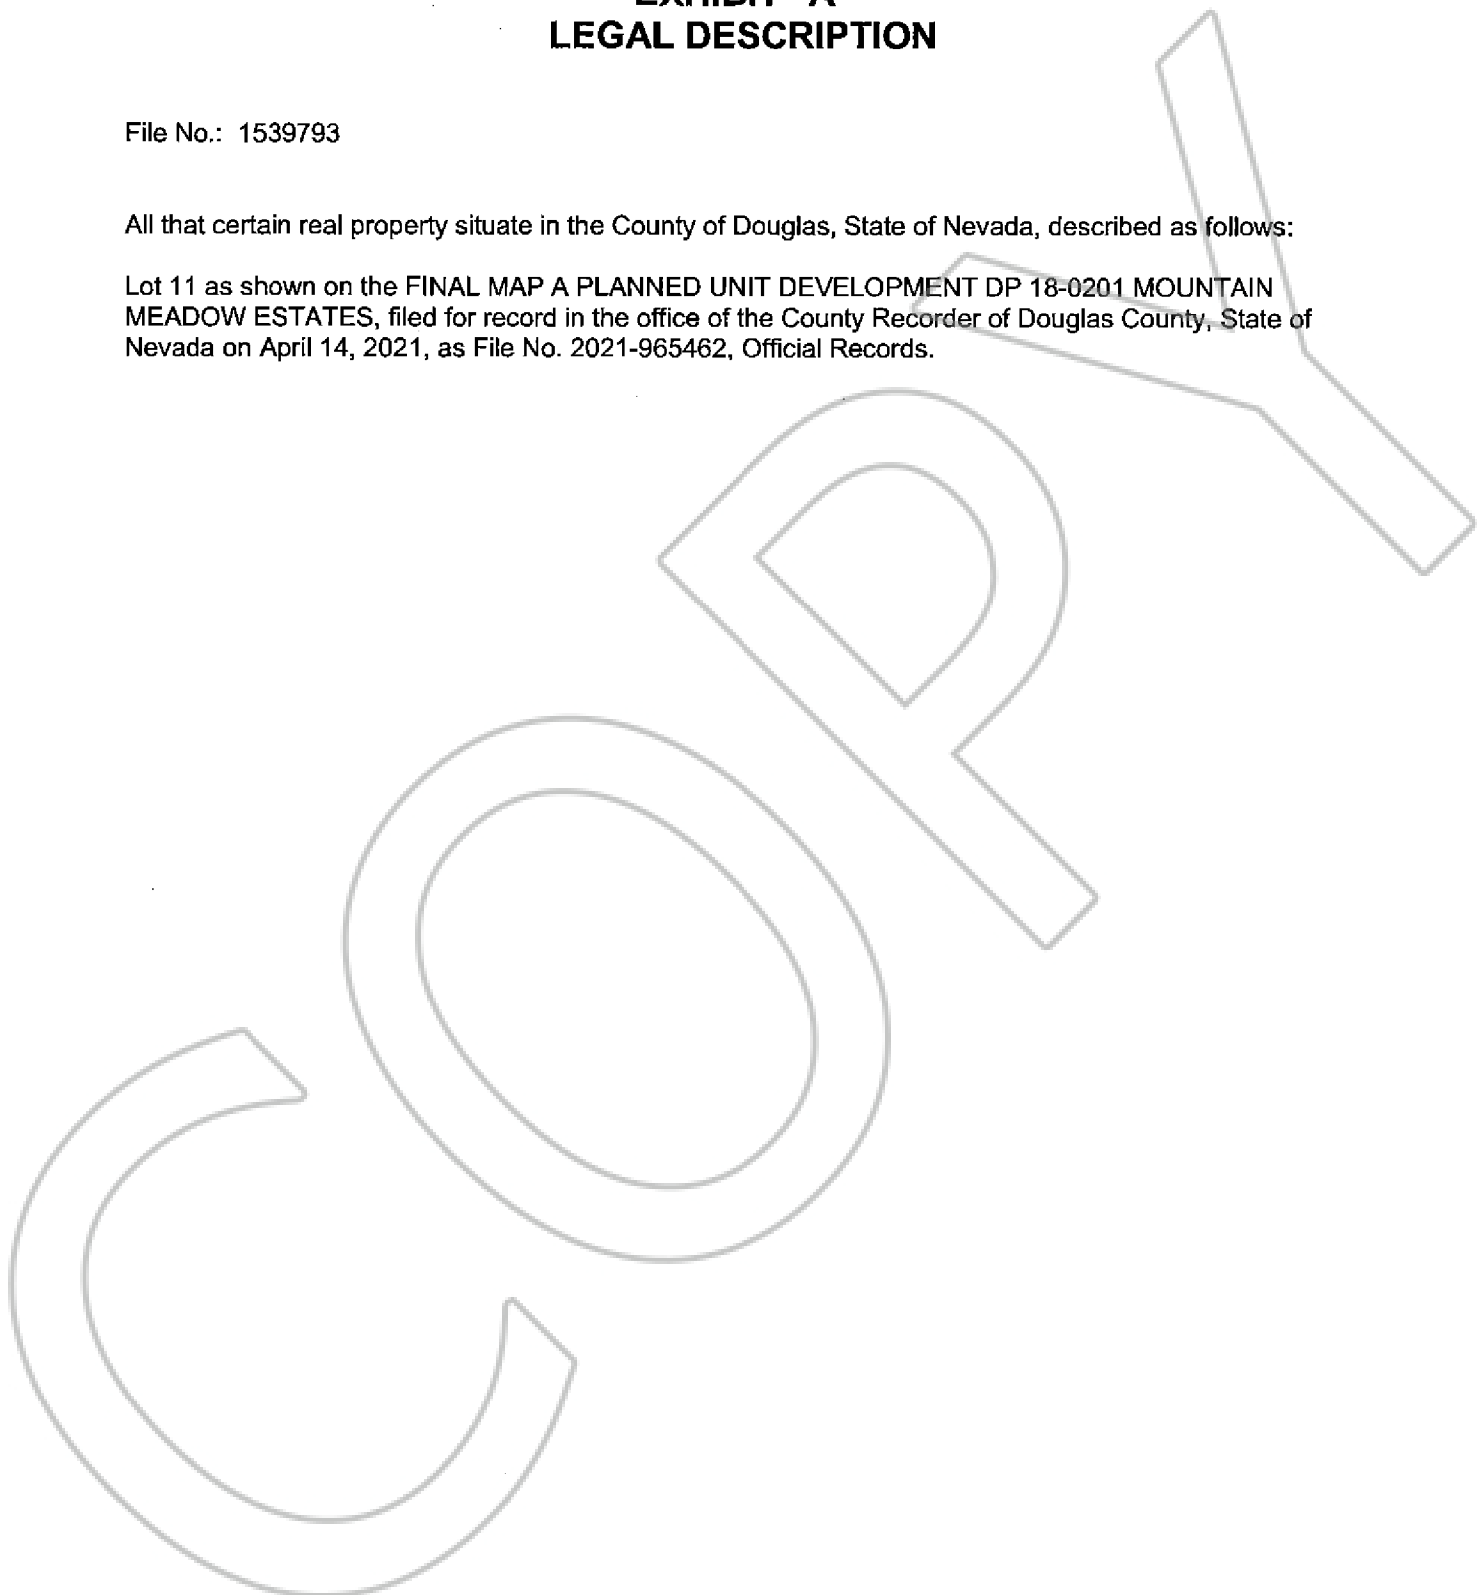 EXHIBIT "A"
LEGAL DESCRIPTION
File No.: 1539793
All that certain real property situate in the County of Douglas, State of Nevada, described as follows:
Lot 11 as shown on the FINAL MAP A PLANNED UNIT DEVELOPMENT DP 18-0201 MOUNTAIN
MEADOW ESTATES, filed for record in the office of the County Recorder of Douglas County, State of
Nevada on April 14, 2021, as File No. 2021-965462, Official Records.
COPY